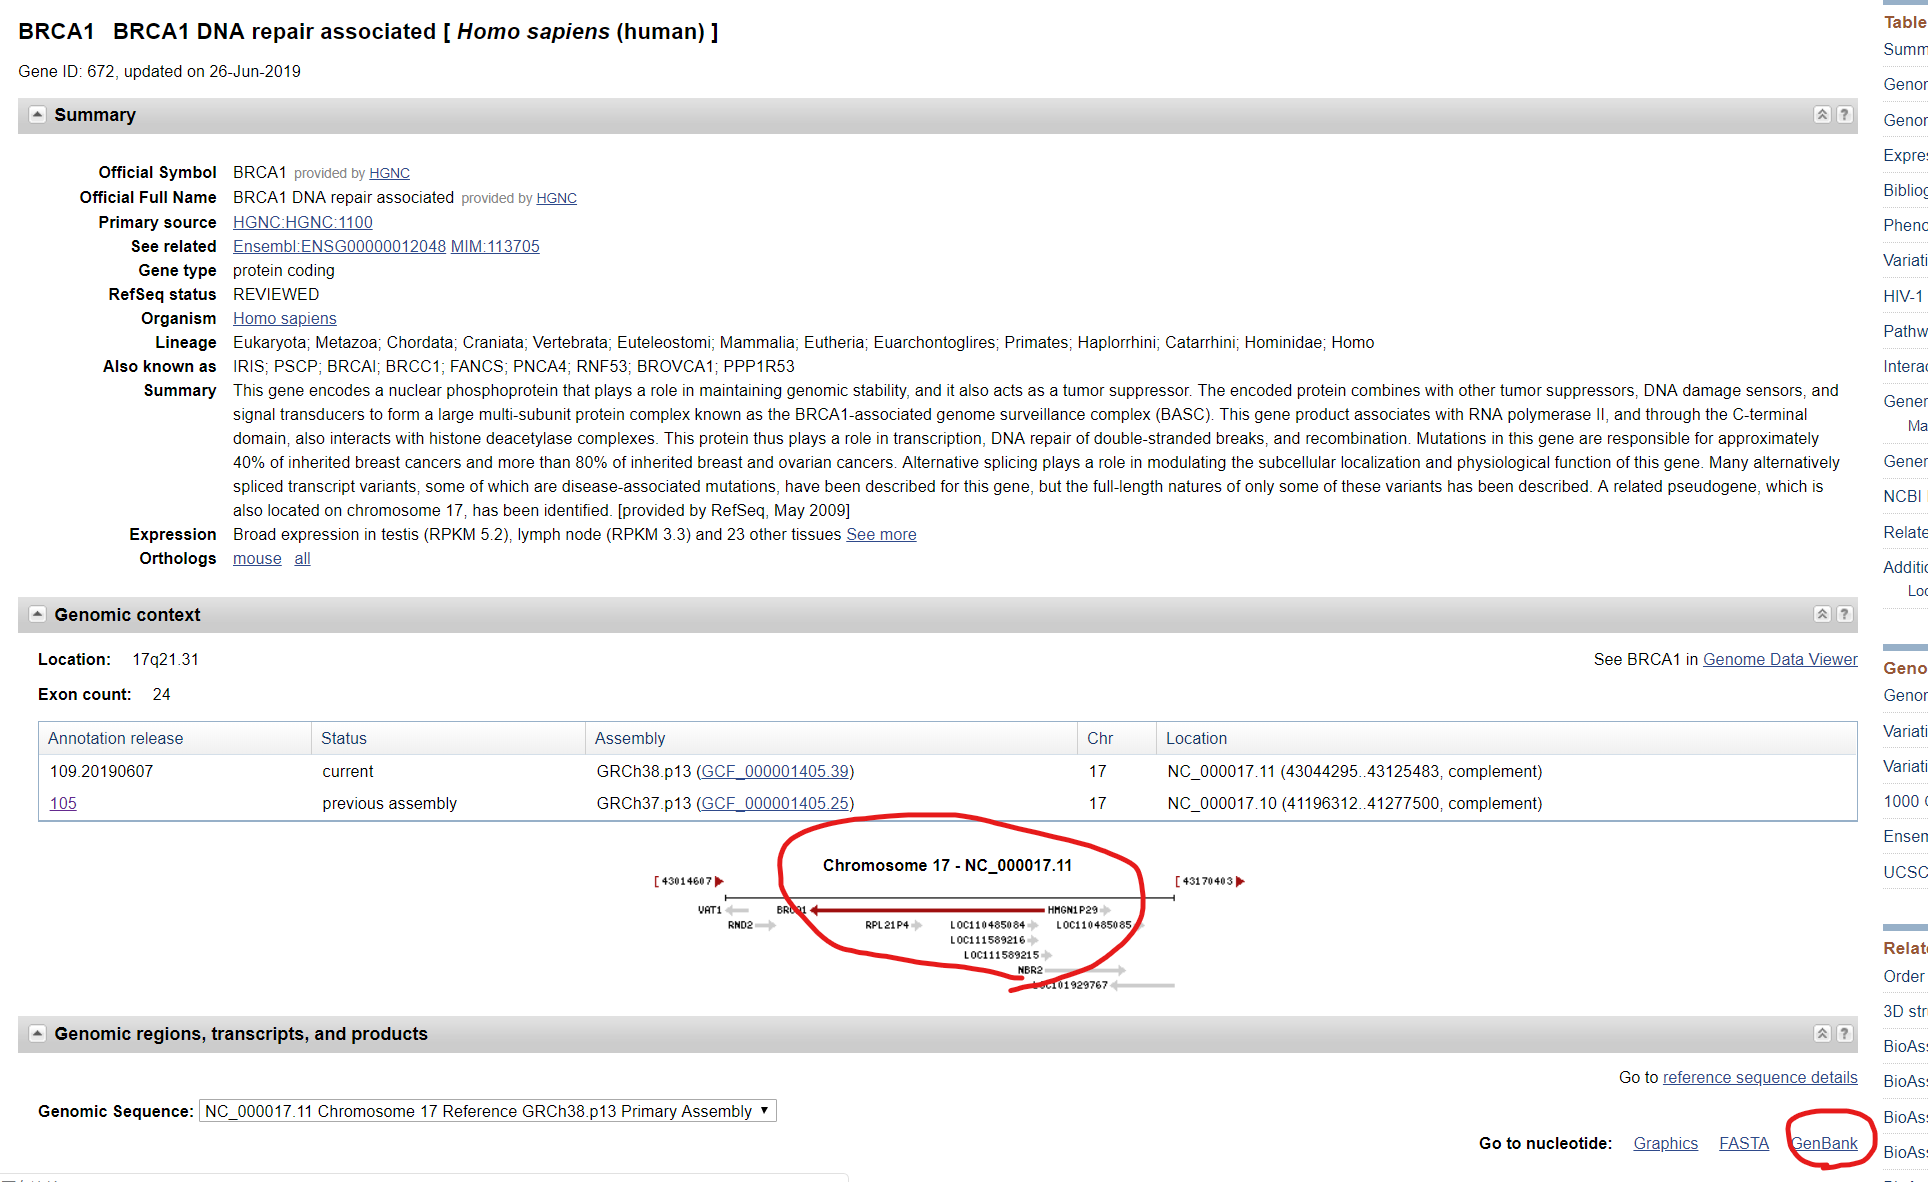 BRCA1 BRCA1 DNA repair associated [ Homo sapiens (human) ]
Gene ID: 672, updated on 26-Jun-2019
Summary
Official Symbol BRCA1 provided by HGNC
Official Full Name BRCA1 DNA repair associated provided by HGNC
Primary source HGNC:HGNC:1100
See related Ensembl:ENSG00000012048 MIM:113705
Gene type protein coding
RefSeq status REVIEWED
Organism Homo sapiens
Lineage Eukaryota; Metazoa; Chordata; Craniata; Vertebrata; Euteleostomi; Mammalia; Eutheria; Euarchontoglires; Primates; Haplorrhini; Catarrhini; Hominidae; Homo
Also known as IRIS; PSCP; BRCAI; BRCC1; FANCS; PNCA4; RNF53; BROVCA1; PPP1R53
Summary This gene encodes a nuclear phosphoprotein that plays a role in maintaining genomic stability, and it also acts as a tumor suppressor. The encoded protein combines with other tumor suppressors, DNA damage sensors, and
signal transducers to form a large multi-subunit protein complex known as the BRCA1-associated genome surveillance complex (BASC). This gene product associates with RNA polymerase II, and through the C-terminal
domain, also interacts with histone deacetylase complexes. This protein thus plays a role in transcription, DNA repair of double-stranded breaks, and recombination. Mutations in this gene are responsible for approximately
40% of inherited breast cancers and more than 80% of inherited breast and ovarian cancers. Alternative splicing plays a role in modulating the subcellular localization and physiological function of this gene. Many alternatively
spliced transcript variants, some of which are disease-associated mutations, have been described for this gene, but the full-length natures of only some of these variants has been described. A related pseudogene, which is
also located on chromosome 17, has been identified. [provided by RefSeq, May 2009]
Expression Broad expression in testis (RPKM 5.2), lymph node (RPKM 3.3) and 23 other tissues See more
Orthologs mouse all
Genomic context
Location: 17q21.31
See BRCA1 in Genome Data Viewer
Exon count: 24
Annotation release Status Assembly Chr Location
109.20190607 current GRCh38.p13 (GCF_000001405.39) 17 NC_000017.11 (43044295..43125483, complement)
105 previous assembly GRCh37.p13 (GCF_000001405.25) 17 NC_000017.10 (41196312..41277500, complement)
Chromosome 17 - NC_000017.11
[ 43014607 [ 43170403
VAT1 BRCA1 HMGN1P29
RND2 RPL21P4 LOC110485084 LOC110485085
LOC111589216
LOC111589215
NBR2
LOC101929767
Genomic regions, transcripts, and products
Go to reference sequence details
Genomic Sequence: NC_000017.11 Chromosome 17 Reference GRCh38.p13 Primary Assembly
Go to nucleotide: Graphics FASTA GenBank
Table
Summ
Genor
Genor
Expres
Bibliog
Pheno
Variati
HIV-1
Pathw
Interac
Gener
Ma
Gener
NCBI
Relate
Additio
Loc
Geno
Genor
Variati
Variati
1000 G
Ensem
UCSC
Relat
Order
3D str
BioAss
BioAss
BioAss
BioAss